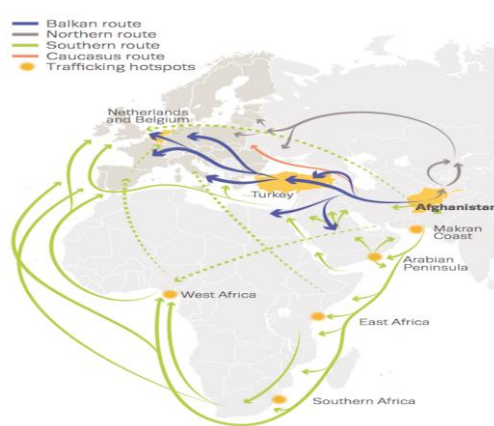 Balkan route
Northern route
Southern route
Caucasus route
Trafficking hotspots
Netherlands
and Belgium
Turkey
Afghanistan
Makran
Coast
Arabian
Peninsula
West Africa
East Africa
Southern Africa